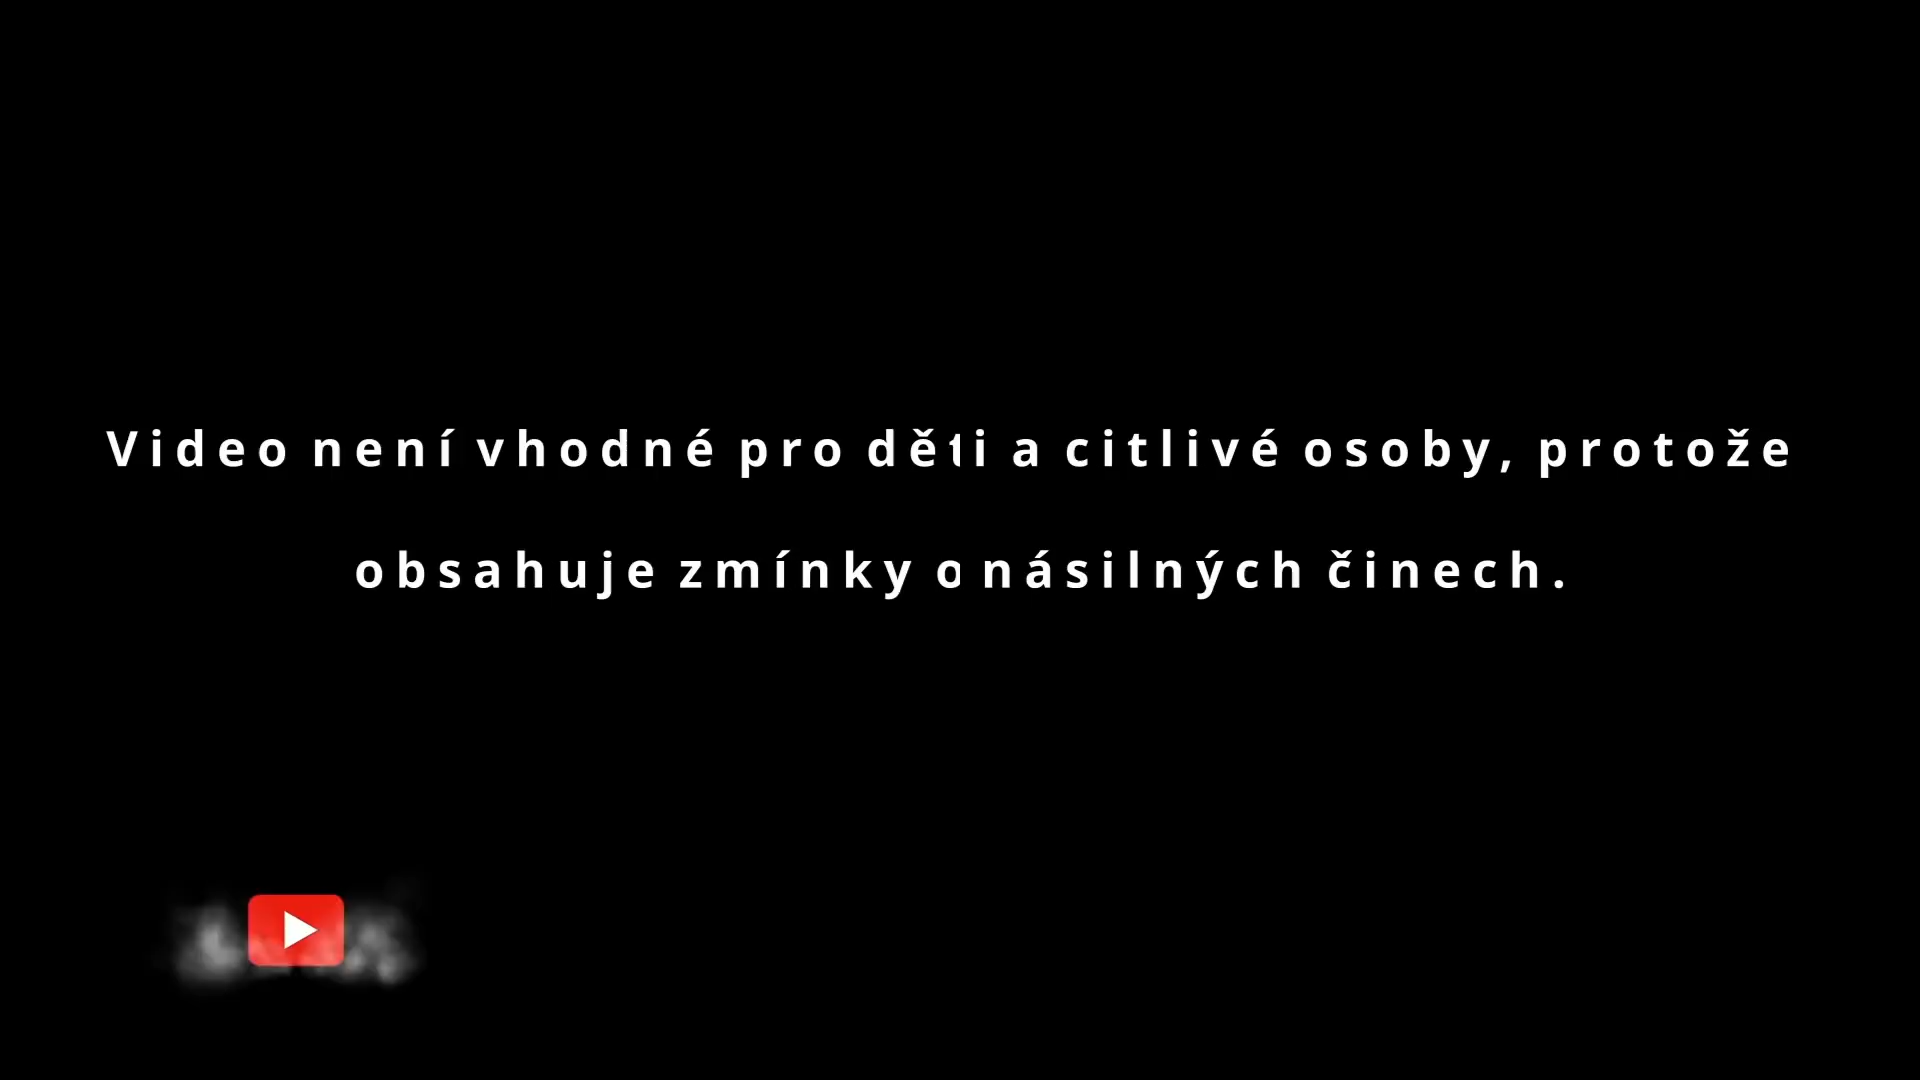 Video není vhodné pro děti a citlivé osoby, protože
obsahuje zmínky o násilných činech.